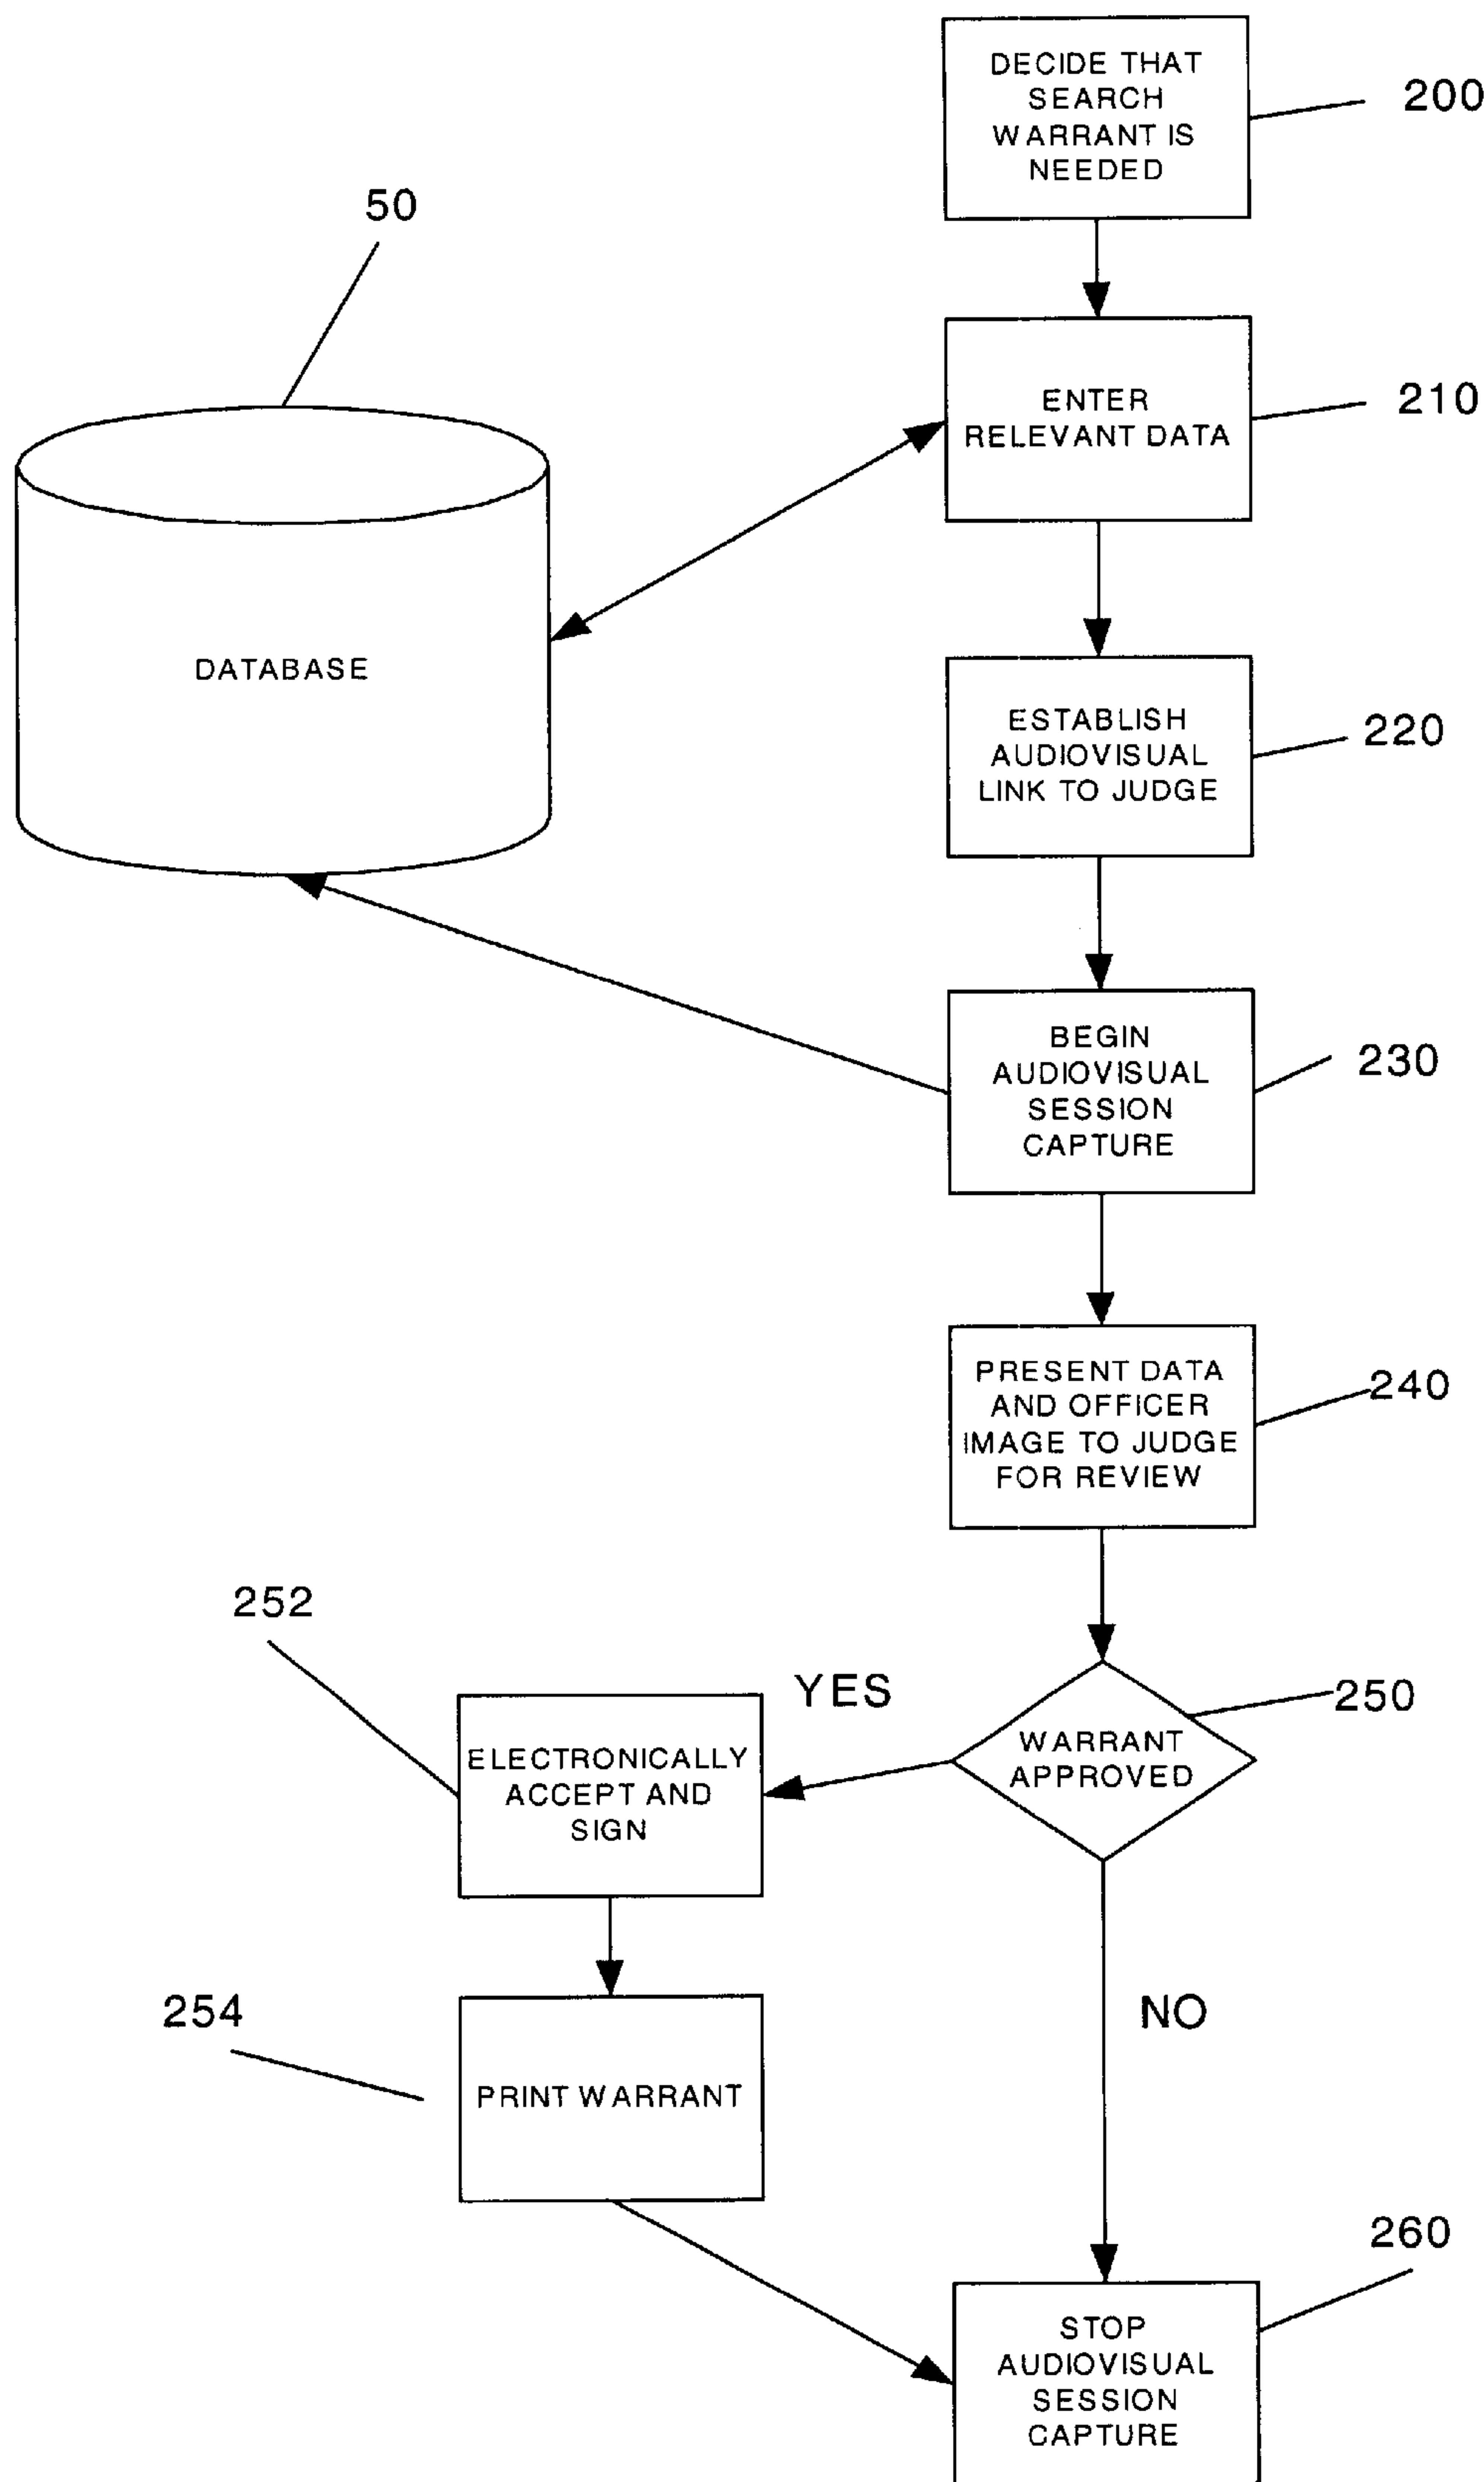 DECIDE THAT
SEARCH
WARRANT IS
NEEDED
200
50
ENTER
RELEVANT DATA
210
DATABASE
ESTABLISH
AUDIOVISUAL
LINK TO JUDGE
220
BEGIN
AUDIOVISUAL
SESSION
CAPTURE
230
PRESENT DATA
AND OFFICER
IMAGE TO JUDGE
FOR REVIEW
240
252
YES
250
WARRANT
APPROVED
ELECTRONICALLY
ACCEPT AND
SIGN
254
NO
PRINT WARRANT
260
STOP
AUDIOVISUAL
SESSION
CAPTURE